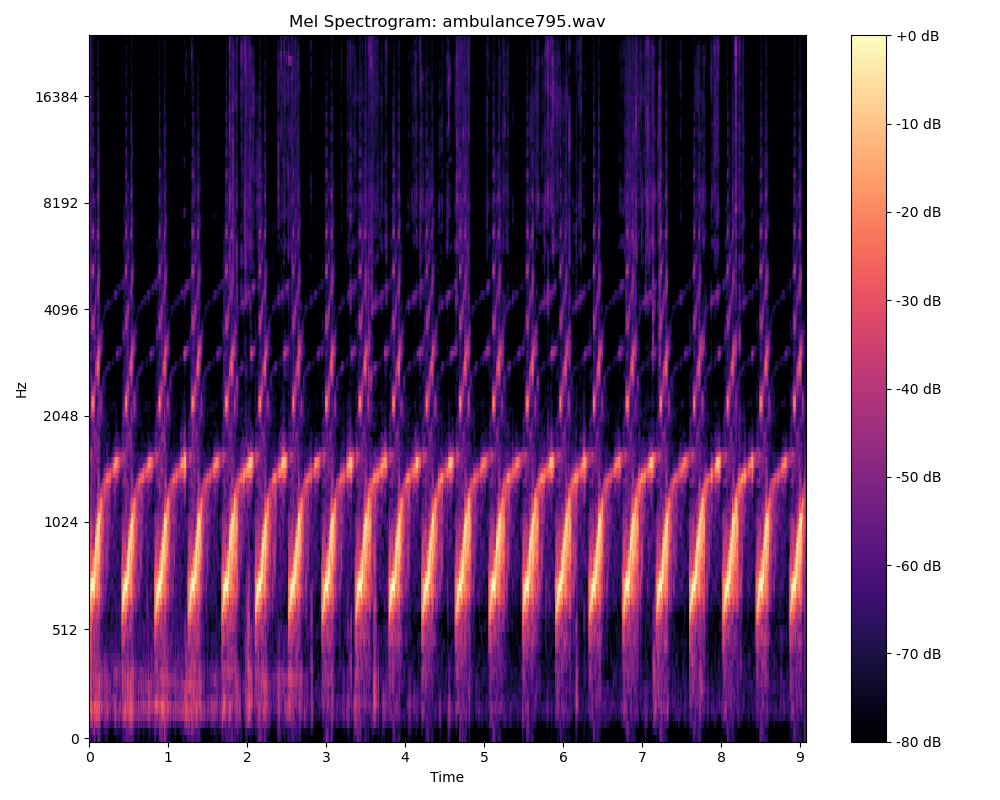 Mel Spectrogram: ambulance795.wav
+0 dB
16384
-10 dB
-20 dB
8192
-30 dB
4096
Hz
-40 dB
2048
-50 dB
1024
-60 dB
512
-70 dB
0
-80 dB
0 1 2 3 4 5 6 7 8 9
Time